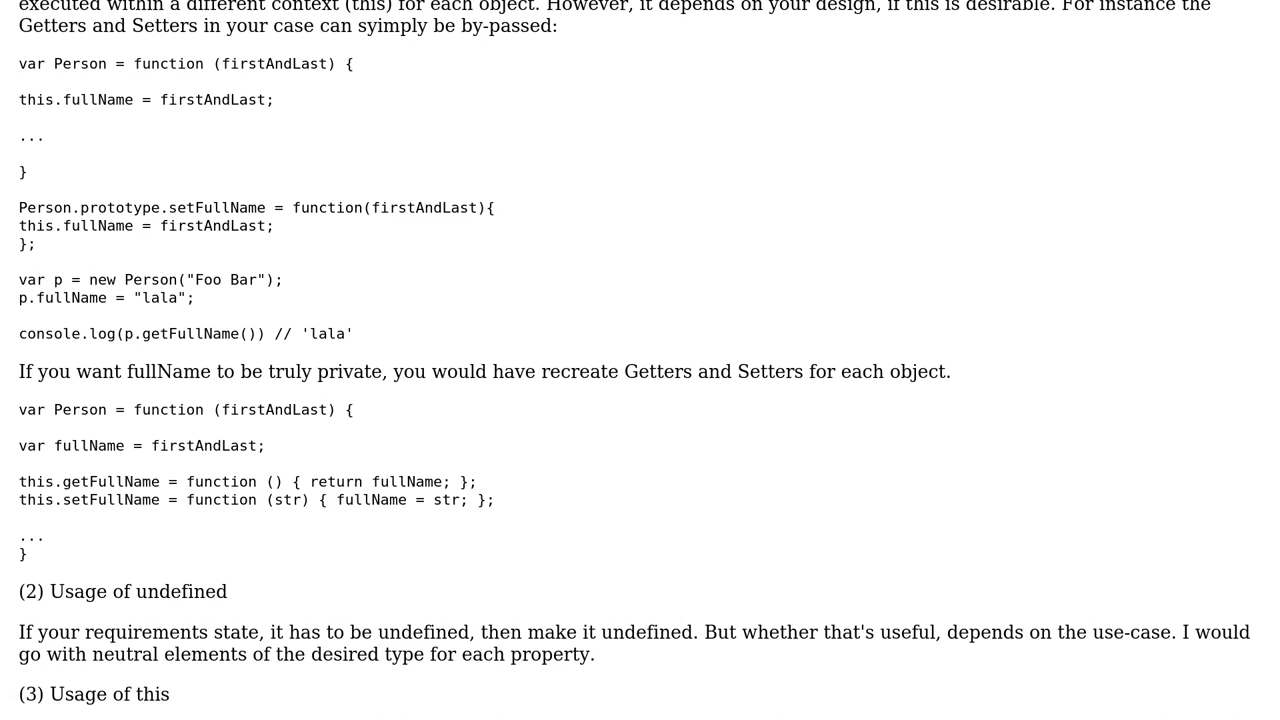 executed within a different context (this) for each object. However, it depends on your design, if this is desirable. For instance the
Getters and Setters in your case can syimply be by-passed:
var Person = function (firstAndLast) {
this.fullName = firstAndLast;
...
}
Person.prototype.setFullName = function(firstAndLast){
this.fullName = firstAndLast;
};
var p = new Person("Foo Bar");
p.fullName = "lala";
console.log(p.getFullName()) // 'lala'
If you want fullName to be truly private, you would have recreate Getters and Setters for each object.
var Person = function (firstAndLast) {
var fullName = firstAndLast;
this.getFullName = function () { return fullName; };
this.setFullName = function (str) { fullName = str; };
...
}
(2) Usage of undefined
If your requirements state, it has to be undefined, then make it undefined. But whether that's useful, depends on the use-case. I would
go with neutral elements of the desired type for each property.
(3) Usage of this